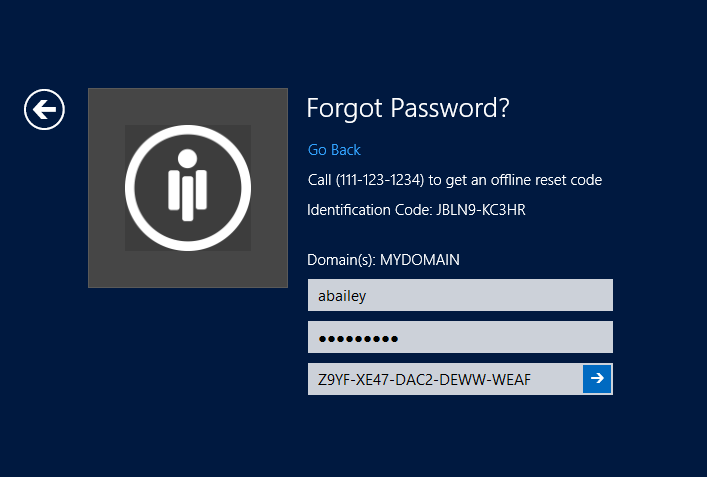 Forgot Password?
Go Back
Call (111-123-1234) to get an offline reset code
Identification Code: JBLN9-KC3HR
Domain(s): MYDOMAIN
abailey
●●●●●●●●●
Z9YF-XE47-DAC2-DEWW-WEAF